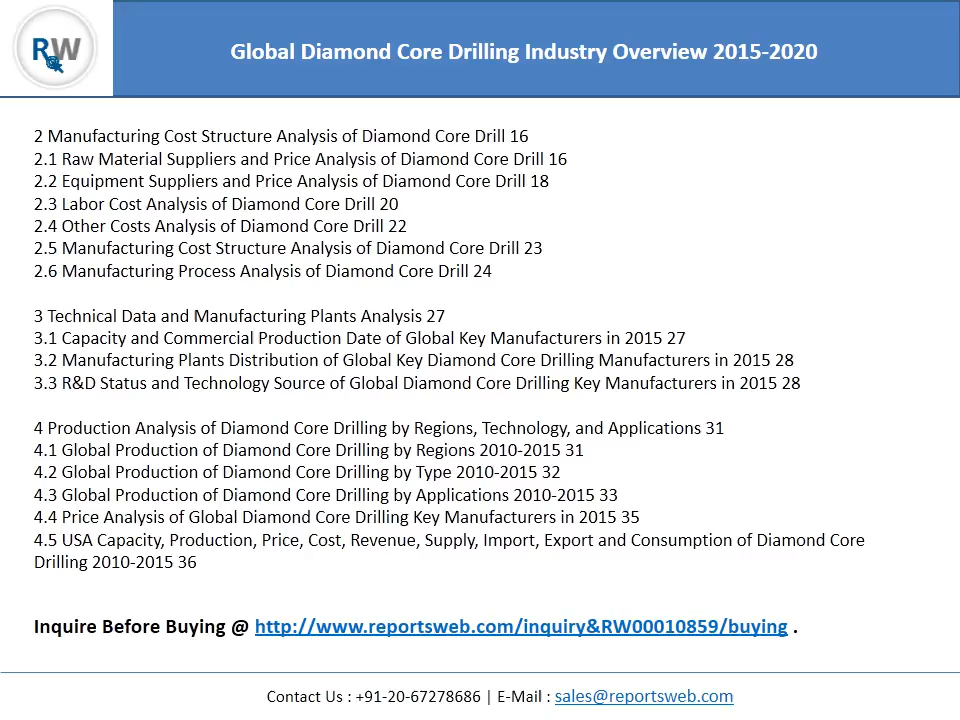 RW
Global Diamond Core Drilling Industry Overview 2015-2020
2 Manufacturing Cost Structure Analysis of Diamond Core Drill 16
2.1 Raw Material Suppliers and Price Analysis of Diamond Core Drill 16
2.2 Equipment Suppliers and Price Analysis of Diamond Core Drill 18
2.3 Labor Cost Analysis of Diamond Core Drill 20
2.4 Other Costs Analysis of Diamond Core Drill 22
2.5 Manufacturing Cost Structure Analysis of Diamond Core Drill 23
2.6 Manufacturing Process Analysis of Diamond Core Drill 24
3 Technical Data and Manufacturing Plants Analysis 27
3.1 Capacity and Commercial Production Date of Global Key Manufacturers in 2015 27
3.2 Manufacturing Plants Distribution of Global Key Diamond Core Drilling Manufacturers in 2015 28
3.3 R&D Status and Technology Source of Global Diamond Core Drilling Key Manufacturers in 2015 28
4 Production Analysis of Diamond Core Drilling by Regions, Technology, and Applications 31
4.1 Global Production of Diamond Core Drilling by Regions 2010-2015 31
4.2 Global Production of Diamond Core Drilling by Type 2010-2015 32
4.3 Global Production of Diamond Core Drilling by Applications 2010-2015 33
4.4 Price Analysis of Global Diamond Core Drilling Key Manufacturers in 2015 35
4.5 USA Capacity, Production, Price, Cost, Revenue, Supply, Import, Export and Consumption of Diamond Core
Drilling 2010-2015 36
Inquire Before Buying @ http://www.reportsweb.com/inquiry&RW00010859/buying .
Contact Us : +91-20-67278686 | E-Mail : sales@reportsweb.com